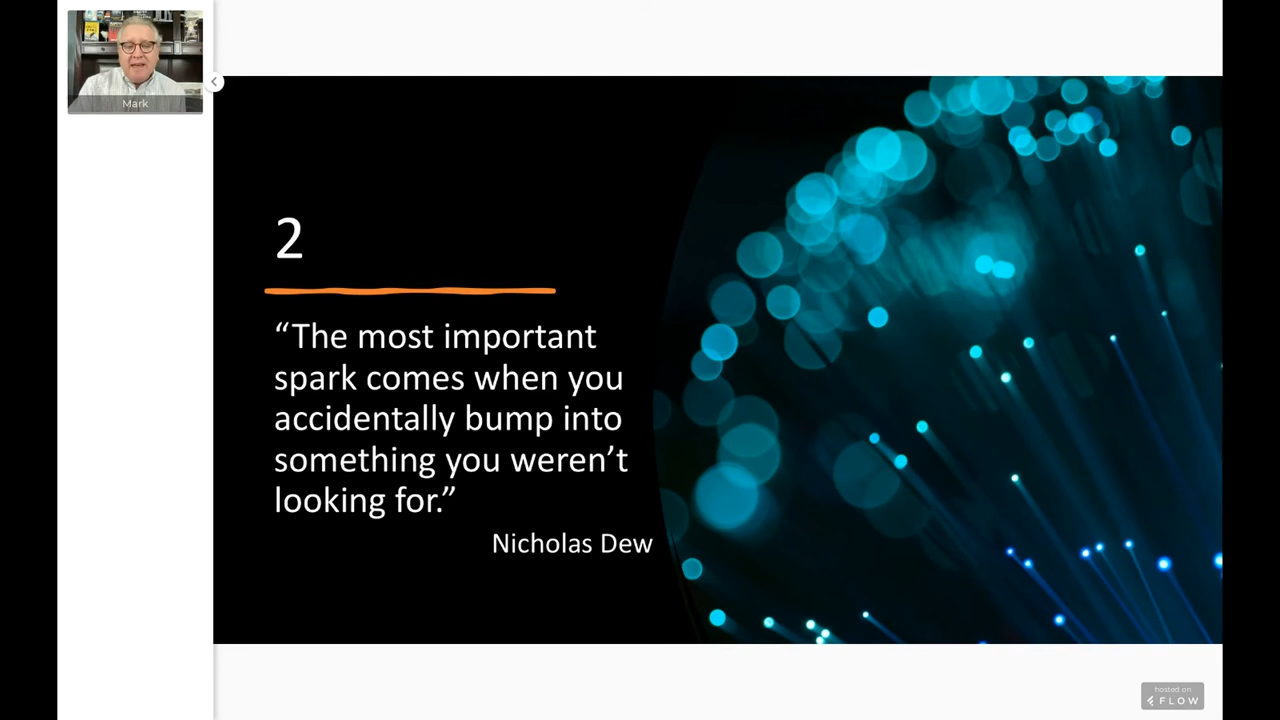 Mark
2
“The most important
spark comes when you
accidentally bump into
something you weren’t
looking for.”
Nicholas Dew
hosted on
FLOW